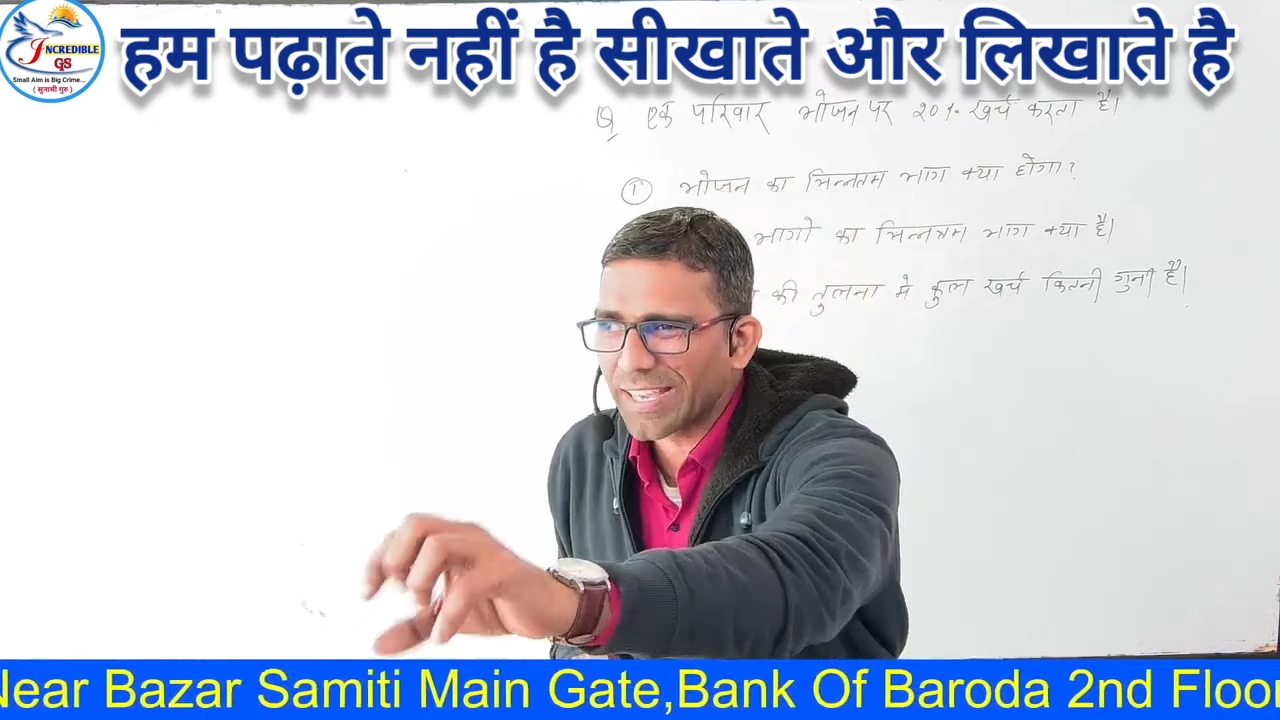 INCREDIBLE
GS
Small Aim is Big Crime...
( सुनामी गुरु )
हम पढ़ाते नहीं है सीखाते और लिखाते है
Q एक परिवार भोजन पर 20% खर्च करता है।
① भोजन का भिन्नतम भाग क्या होगा?
भागो का भिन्नतम भाग क्या है।
की तुलना मे कुल खर्च कितनी गुनी है।
Near Bazar Samiti Main Gate,Bank Of Baroda 2nd Floor